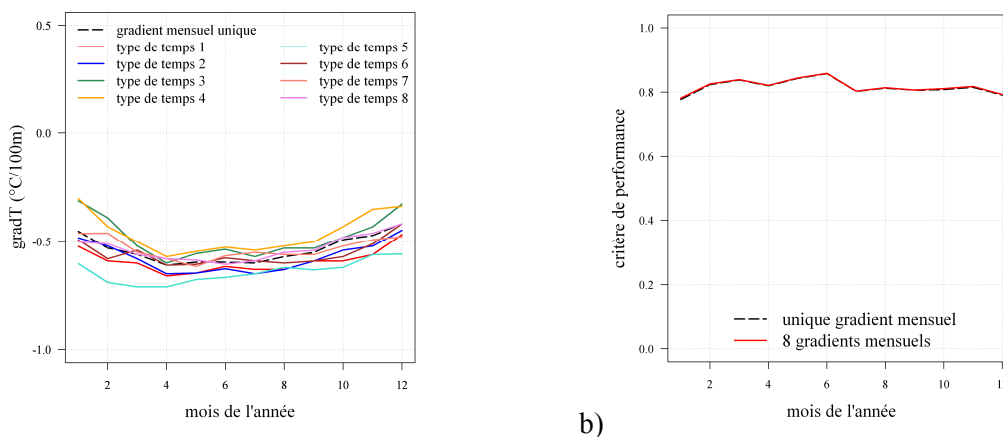 0.5
0.0
-0.5
-1.0
gradT (°C/100m)
gradient mensuel unique
type de temps 1
type de temps 2
type de temps 3
type de temps 4
type de temps 5
type de temps 6
type de temps 7
type de temps 8
2 4 6 8 10 12
mois de l'année
b)
1.0
0.8
0.6
0.4
0.2
0.0
critère de performance
unique gradient mensuel
8 gradients mensuels
2 4 6 8 10 12
mois de l'année